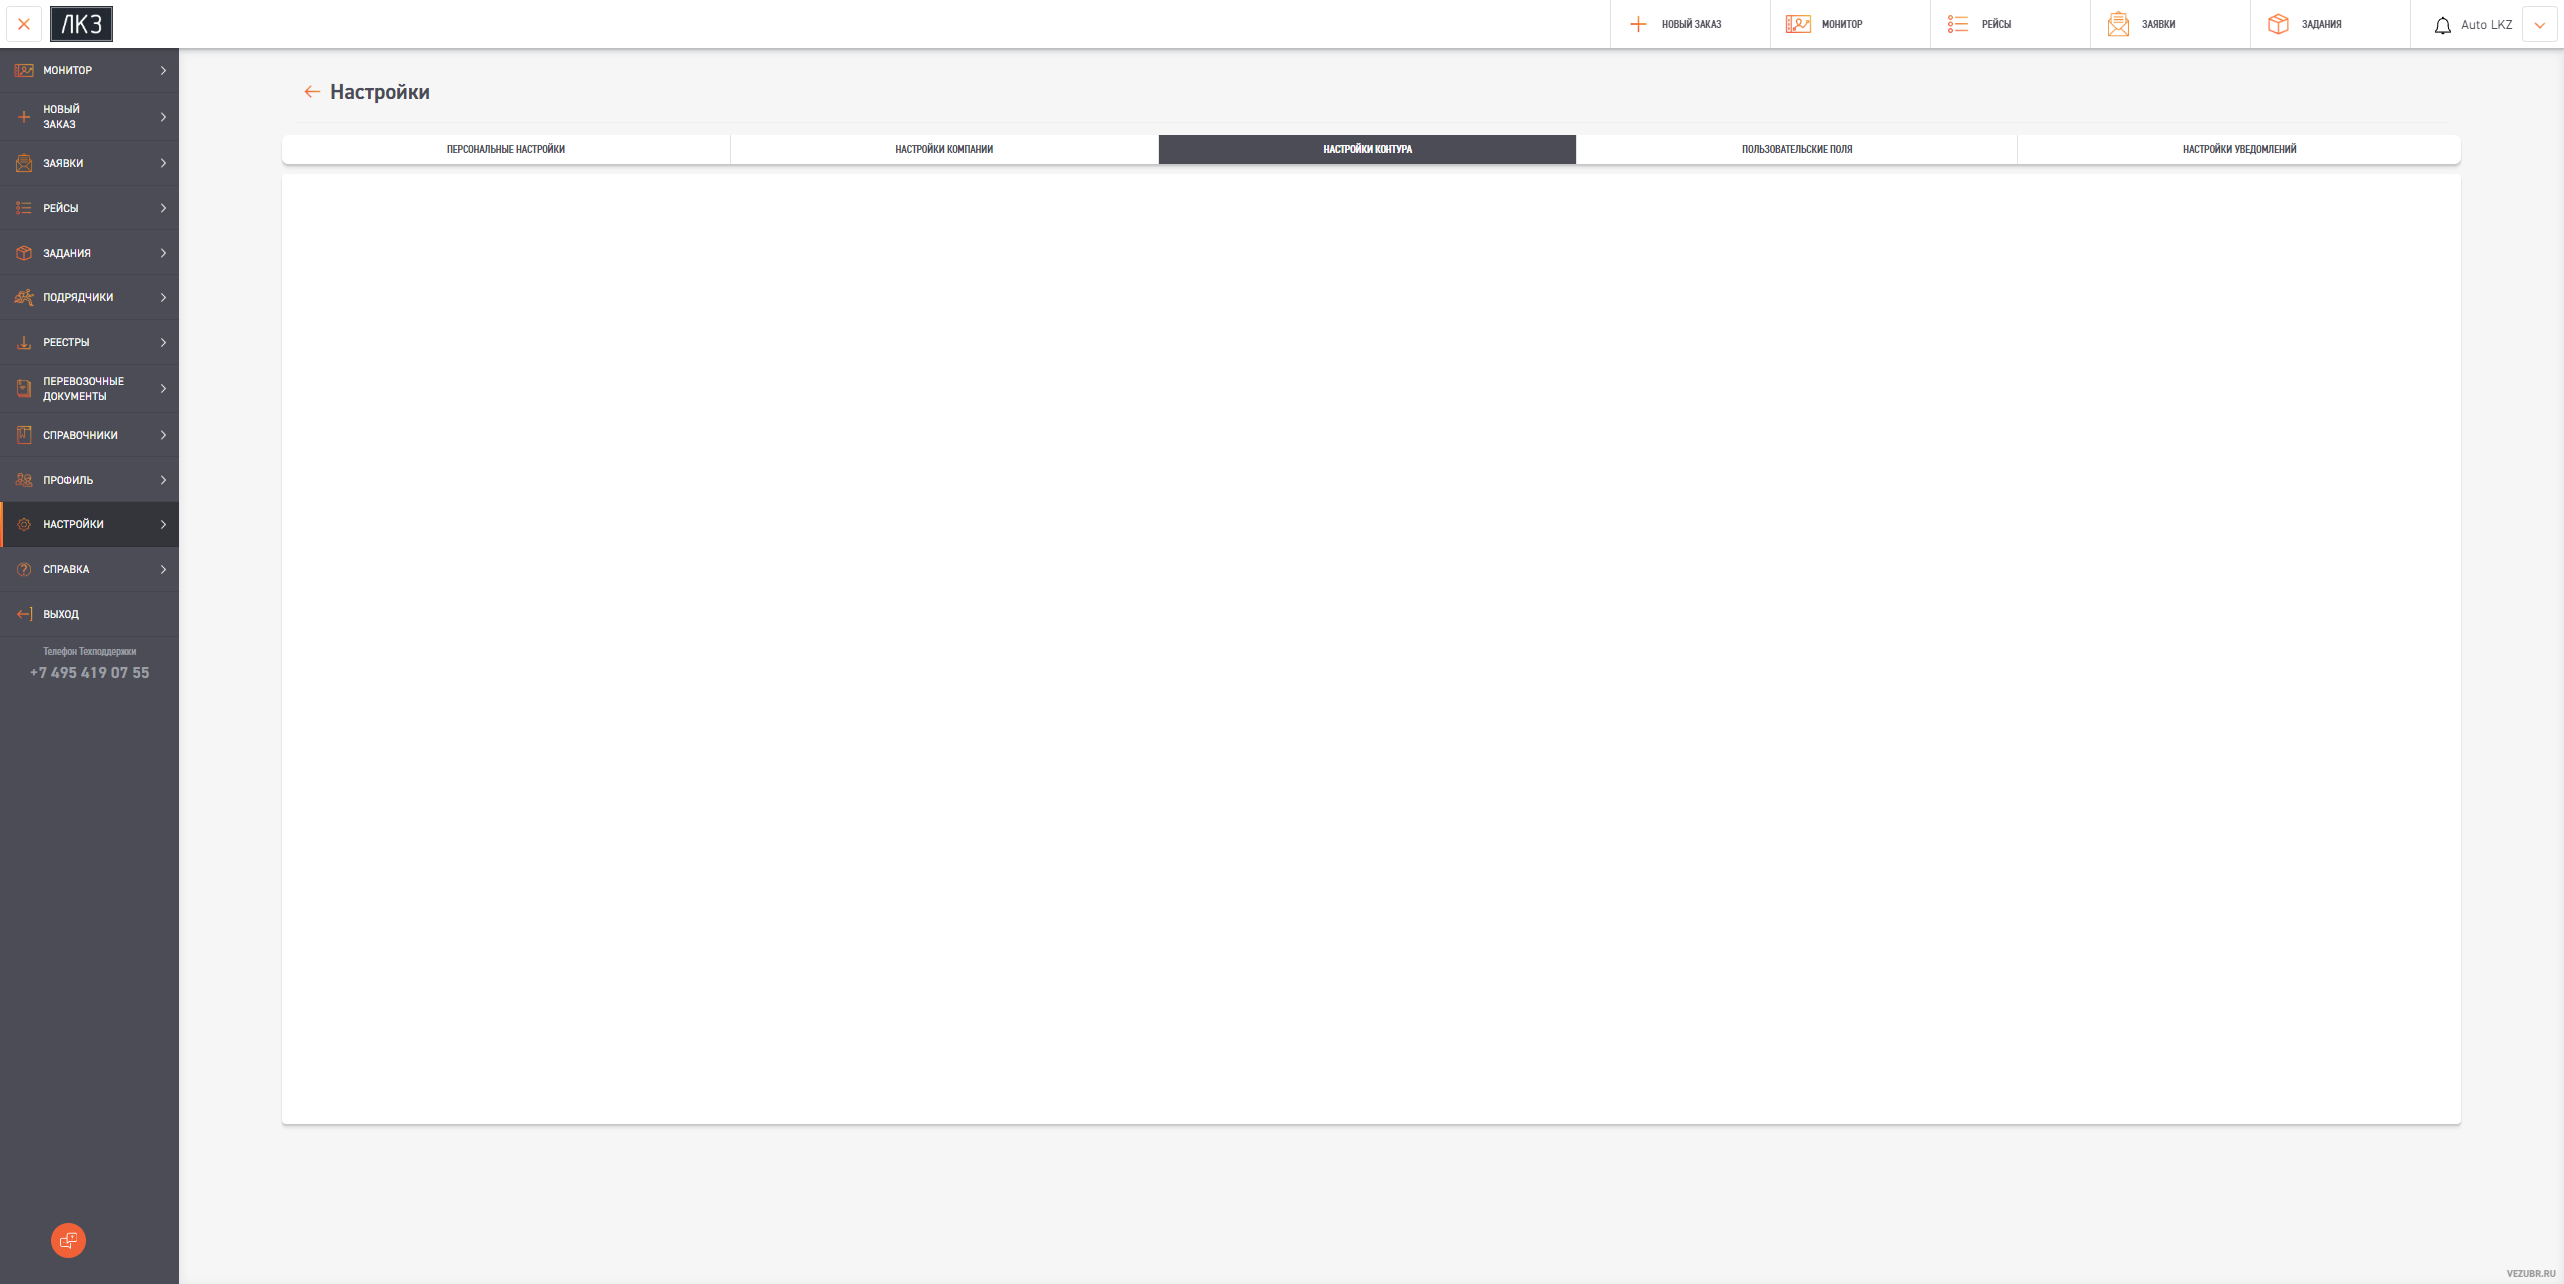 ЛКЗ
НОВЫЙ ЗАКАЗ
МОНИТОР
РЕЙСЫ
ЗАЯВКИ
ЗАДАНИЯ
Auto LKZ
МОНИТОР
НОВЫЙ
ЗАКАЗ
ЗАЯВКИ
РЕЙСЫ
ЗАДАНИЯ
ПОДРЯДЧИКИ
РЕЕСТРЫ
ПЕРЕВОЗОЧНЫЕ
ДОКУМЕНТЫ
СПРАВОЧНИКИ
ПРОФИЛЬ
НАСТРОЙКИ
СПРАВКА
ВЫХОД
Телефон Техподдержки
+7 495 419 07 55
Настройки
ПЕРСОНАЛЬНЫЕ НАСТРОЙКИ
НАСТРОЙКИ КОМПАНИИ
НАСТРОЙКИ КОНТУРА
ПОЛЬЗОВАТЕЛЬСКИЕ ПОЛЯ
НАСТРОЙКИ УВЕДОМЛЕНИЙ
VEZUBR.RU